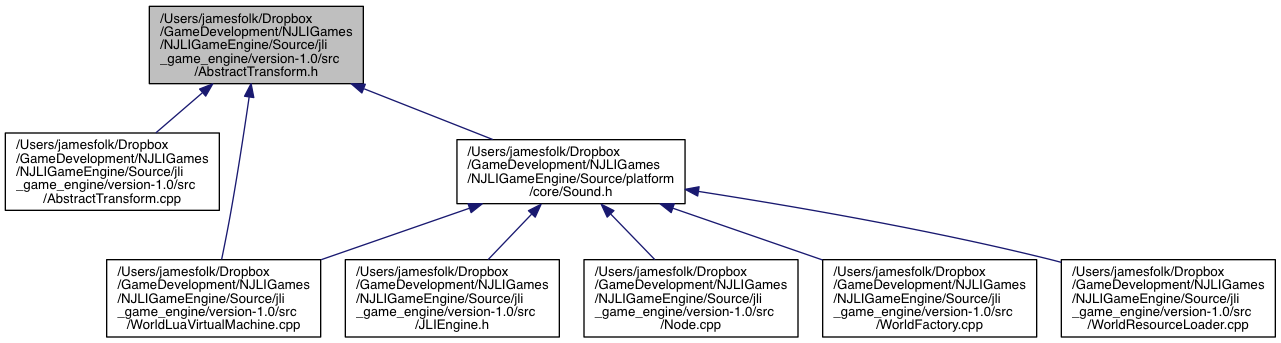 /Users/jamesfolk/Dropbox
/GameDevelopment/NJLIGames
/NJLIGameEngine/Source/jli
_game_engine/version-1.0/src
/AbstractTransform.h
/Users/jamesfolk/Dropbox
/GameDevelopment/NJLIGames
/NJLIGameEngine/Source/jli
_game_engine/version-1.0/src
/AbstractTransform.cpp
/Users/jamesfolk/Dropbox
/GameDevelopment/NJLIGames
/NJLIGameEngine/Source/platform
/core/Sound.h
/Users/jamesfolk/Dropbox
/GameDevelopment/NJLIGames
/NJLIGameEngine/Source/jli
_game_engine/version-1.0/src
/WorldLuaVirtualMachine.cpp
/Users/jamesfolk/Dropbox
/GameDevelopment/NJLIGames
/NJLIGameEngine/Source/jli
_game_engine/version-1.0/src
/JLIEngine.h
/Users/jamesfolk/Dropbox
/GameDevelopment/NJLIGames
/NJLIGameEngine/Source/jli
_game_engine/version-1.0/src
/Node.cpp
/Users/jamesfolk/Dropbox
/GameDevelopment/NJLIGames
/NJLIGameEngine/Source/jli
_game_engine/version-1.0/src
/WorldFactory.cpp
/Users/jamesfolk/Dropbox
/GameDevelopment/NJLIGames
/NJLIGameEngine/Source/jli
_game_engine/version-1.0/src
/WorldResourceLoader.cpp